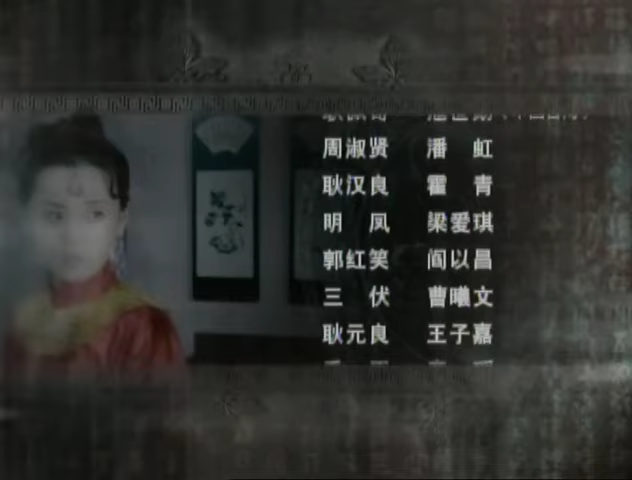 周淑贤 潘虹
耿汉良 霍青
明凤 梁爱琪
郭红笑 阎以昌
三伏 曹曦文
耿元良 王子嘉